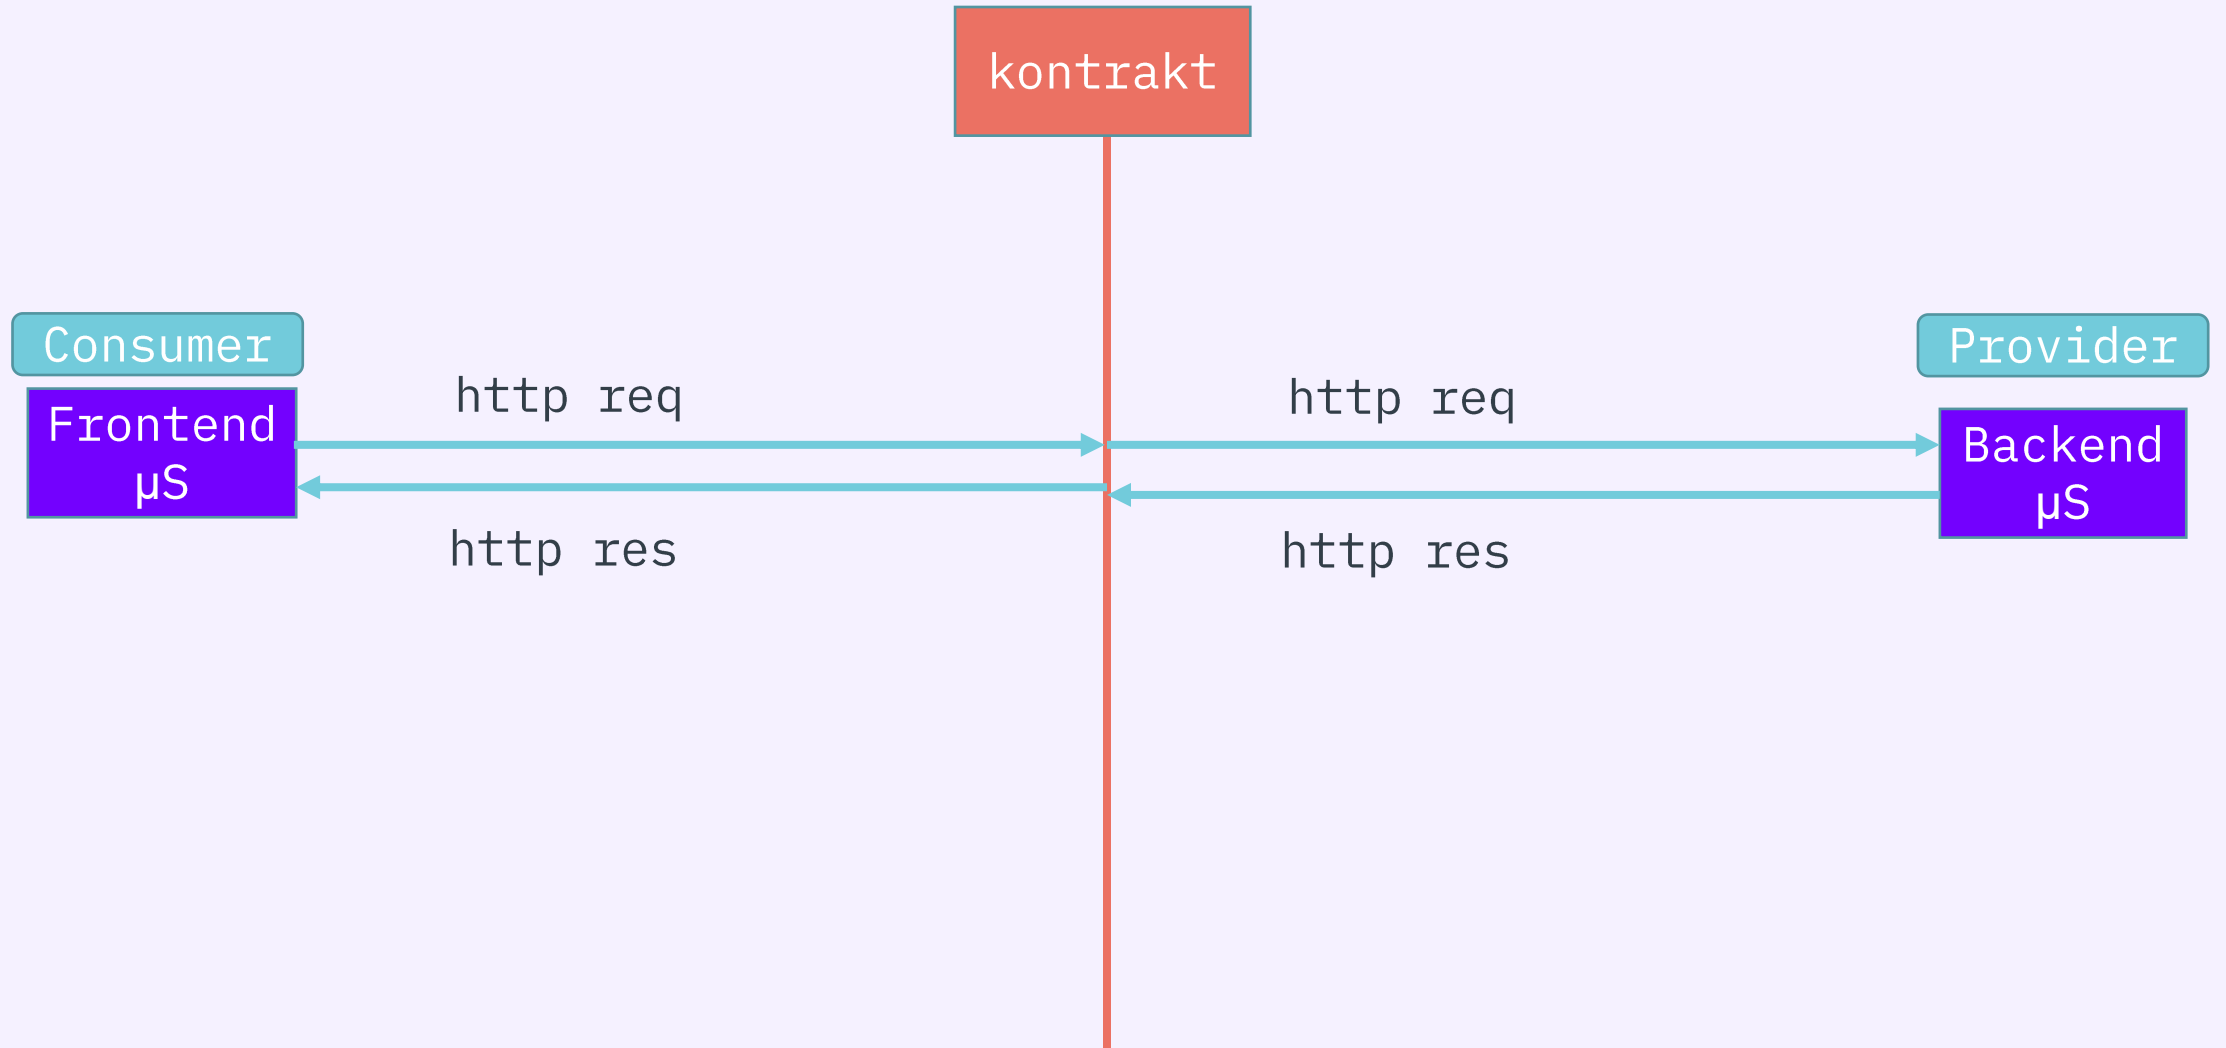 kontrakt
Consumer
Provider
Frontend
µS
http req
http req
Backend
µS
http res
http res